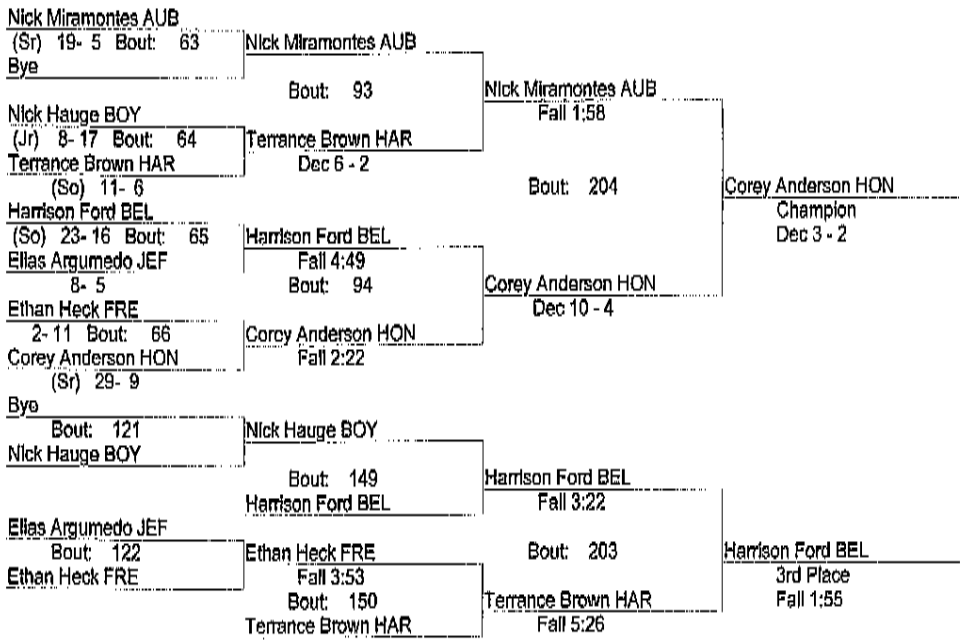 Nick Miramontes AUB
(Sr) 19- 5 Bout: 63
Bye
Nick Miramontes AUB
Bout: 93
Nick Hauge BOY
(Jr) 8- 17 Bout: 64
Terrance Brown HAR
(So) 11- 6
Terrance Brown HAR
Dec 6 - 2
Nick Miramontes AUB
Fall 1:58
Bout: 204
Harrison Ford BEL
(So) 23- 16 Bout: 65
Elias Argumedo JEF
8- 5
Harrison Ford BEL
Fall 4:49
Bout: 94
Ethan Heck FRE
2- 11 Bout: 66
Corey Anderson HON
(Sr) 29- 9
Corey Anderson HON
Fall 2:22
Corey Anderson HON
Dec 10 - 4
Corey Anderson HON
Champion
Dec 3 - 2
Bye
Bout: 121
Nick Hauge BOY
Nick Hauge BOY
Bout: 149
Harrison Ford BEL
Harrison Ford BEL
Fall 3:22
Bout: 203
Elias Argumedo JEF
Bout: 122
Ethan Heck FRE
Ethan Heck FRE
Fall 3:53
Bout: 150
Terrance Brown HAR
Terrance Brown HAR
Fall 5:26
Harrison Ford BEL
3rd Place
Fall 1:55